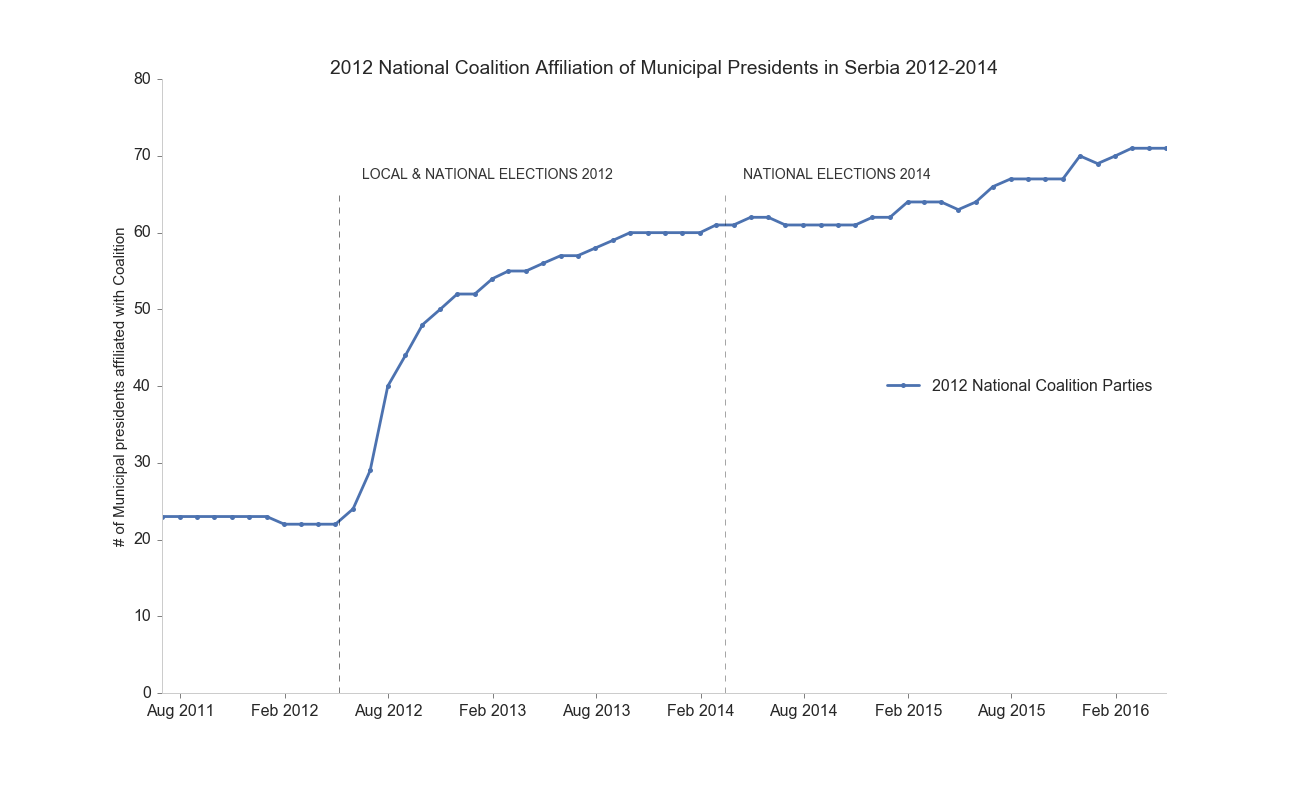 2012 National Coalition Affiliation of Municipal Presidents in Serbia 2012-2014
80
70
60
50
40
30
20
10
0
# of Municipal presidents affiliated with Coalition
LOCAL & NATIONAL ELECTIONS 2012
NATIONAL ELECTIONS 2014
2012 National Coalition Parties
Aug 2011
Feb 2012
Aug 2012
Feb 2013
Aug 2013
Feb 2014
Aug 2014
Feb 2015
Aug 2015
Feb 2016